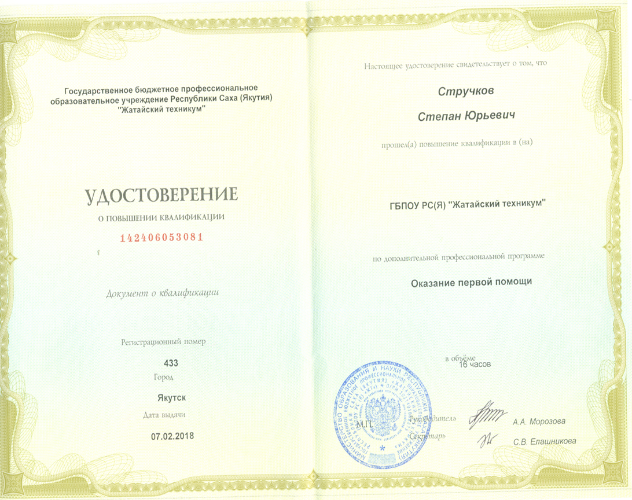 Государственное бюджетное профессиональное
образовательное учреждение Республики Саха (Якутия)
"Жатайский техникум"
УДОСТОВЕРЕНИЕ
О ПОВЫШЕНИИ КВАЛИФИКАЦИИ
142406053081
Документ о квалификации
Регистрационный номер
433
Город
Якутск
Дата выдачи
07.02.2018
Настоящее удостоверение свидетельствует о том, что
Стручков
Степан Юрьевич
прошел(а) повышение квалификации в (на)
ГБПОУ РС(Я) "Жатайский техникум"
по дополнительной профессиональной программе
Оказание первой помощи
в объёме
16 часов
М.П.
Руководитель
А.А. Морозова
Секретарь
С.В. Елашникова